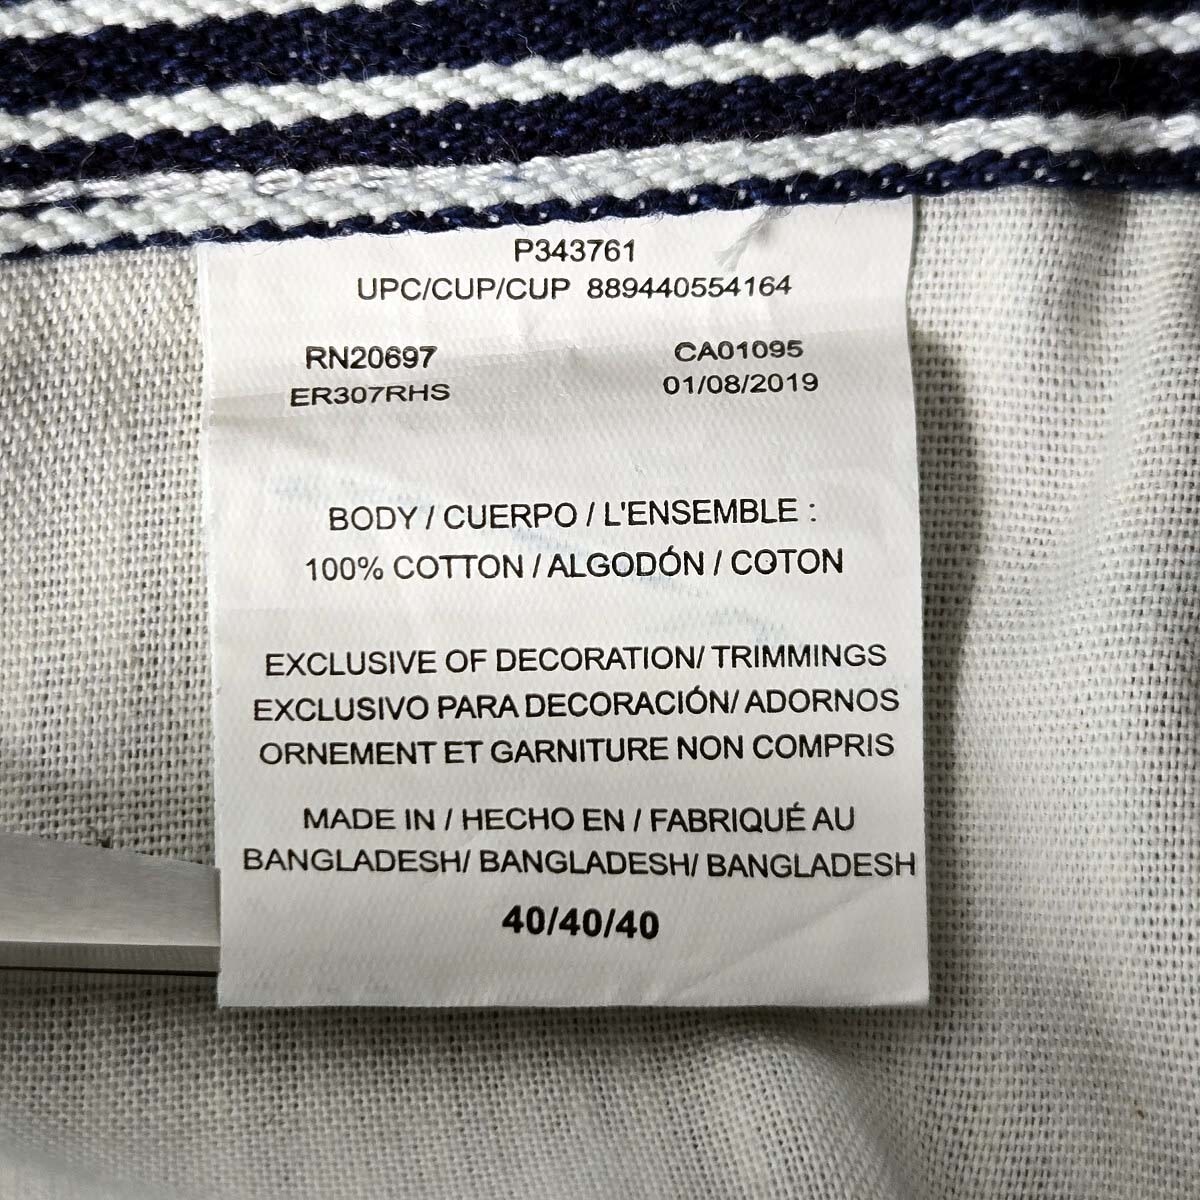 P343761
UPC/CUP/CUP 889440554164
RN20697 CA01095
ER307RHS 01/08/2019
BODY / CUERPO / L'ENSEMBLE :
100% COTTON / ALGODÓN / COTON
EXCLUSIVE OF DECORATION/ TRIMMINGS
EXCLUSIVO PARA DECORACIÓN/ ADORNOS
ORNEMENT ET GARNITURE NON COMPRIS
MADE IN / HECHO EN / FABRIQUÉ AU
BANGLADESH/ BANGLADESH/ BANGLADESH
40/40/40